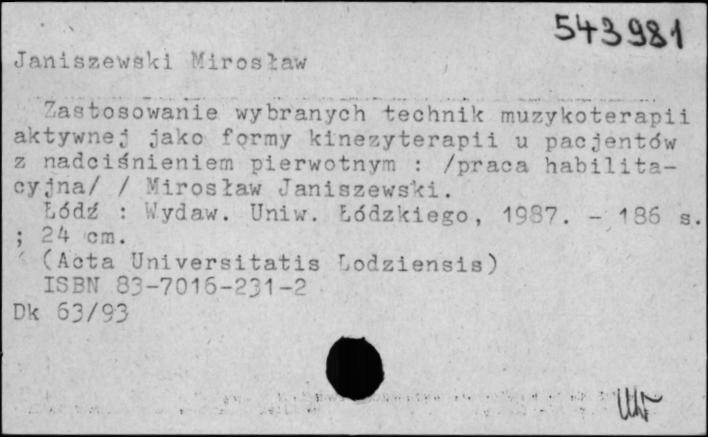 543981
Janiszewski Mirosław
Zastosowanie wybranych technik muzykoterapii
aktywnej jako formy kinezyterapii u pacjentów
z nadciśnieniem pierwotnym : /praca habilita-
cyjna/ / Mirosław Janiszewski.
Łódź : Wydaw. Uniw. Łódzkiego, 1987. - 186 s.
; 24 cm.
(Acta Universitatis Lodziensis)
ISBN 83-7016-231-2
Dk 63/93